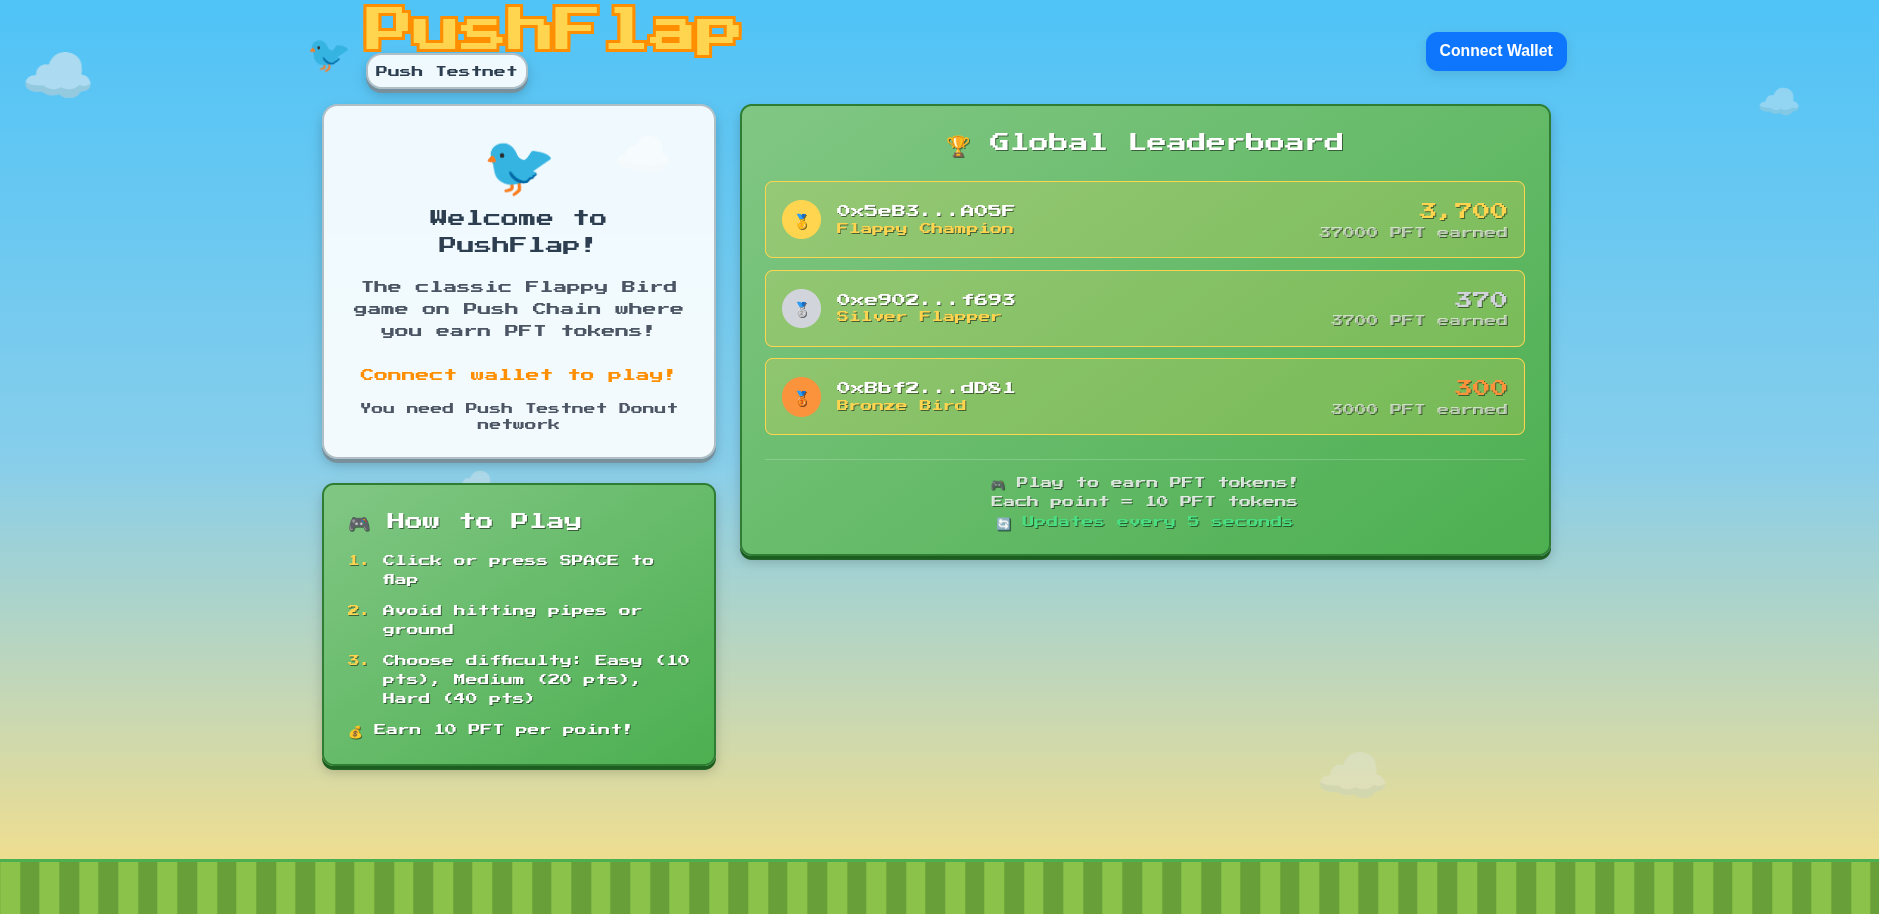 PushFlap
Push Testnet
Connect Wallet
Welcome to
PushFlap!
The classic Flappy Bird
game on Push Chain where
you earn PFT tokens!
Connect wallet to play!
You need Push Testnet Donut
network
How to Play
1. Click or press SPACE to
flap
2. Avoid hitting pipes or
ground
3. Choose difficulty: Easy (10
pts), Medium (20 pts),
Hard (40 pts)
Earn 10 PFT per point!
Global Leaderboard
0x5eB3...A05F
Flappy Champion
3,700
37000 PFT earned
0xe902...f693
Silver Flapper
370
3700 PFT earned
0xBbf2...dD81
Bronze Bird
300
3000 PFT earned
Play to earn PFT tokens!
Each point = 10 PFT tokens
Updates every 5 seconds